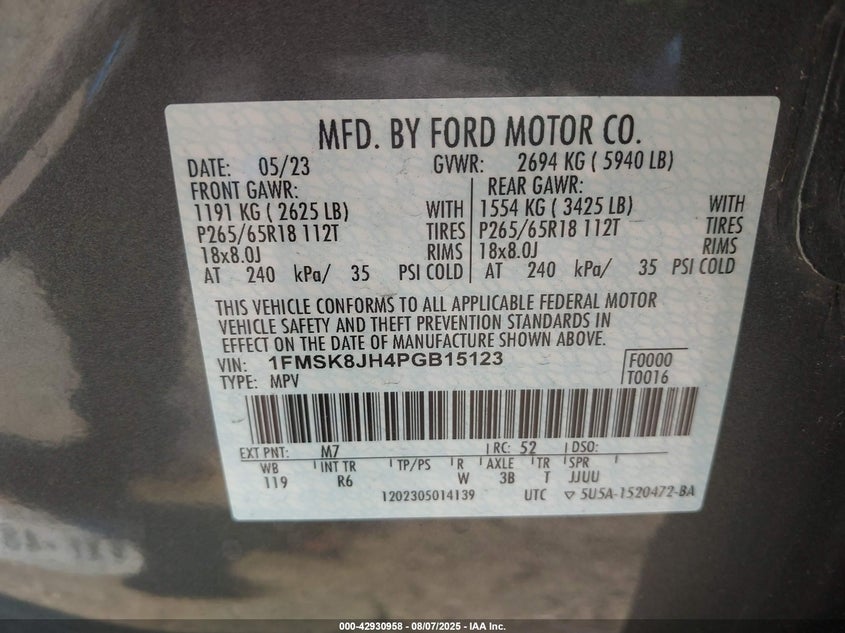 MFD. BY FORD MOTOR CO.
DATE: 05/23 GVWR: 2694 KG ( 5940 LB)
FRONT GAWR: REAR GAWR:
1191 KG ( 2625 LB) WITH 1554 KG ( 3425 LB) WITH
P265/65R18 112T TIRES P265/65R18 112T TIRES
18x8.0J RIMS 18x8.0J RIMS
AT 240 kPa/ 35 PSI COLD AT 240 kPa/ 35 PSI COLD
THIS VEHICLE CONFORMS TO ALL APPLICABLE FEDERAL MOTOR
VEHICLE SAFETY AND THEFT PREVENTION STANDARDS IN
EFFECT ON THE DATE OF MANUFACTURE SHOWN ABOVE.
VIN: 1FMSK8JH4PGB15123 F0000
TYPE: MPV T0016
EXT PNT: M7 RC: 52 DSO:
WB INT TR TP/PS R AXLE TR SPR
119 R6 W 3B T JJUU
1202305014139 UTC ▽ 5U5A-1520472-BA
000-42930958 - 08/07/2025 - IAA Inc.